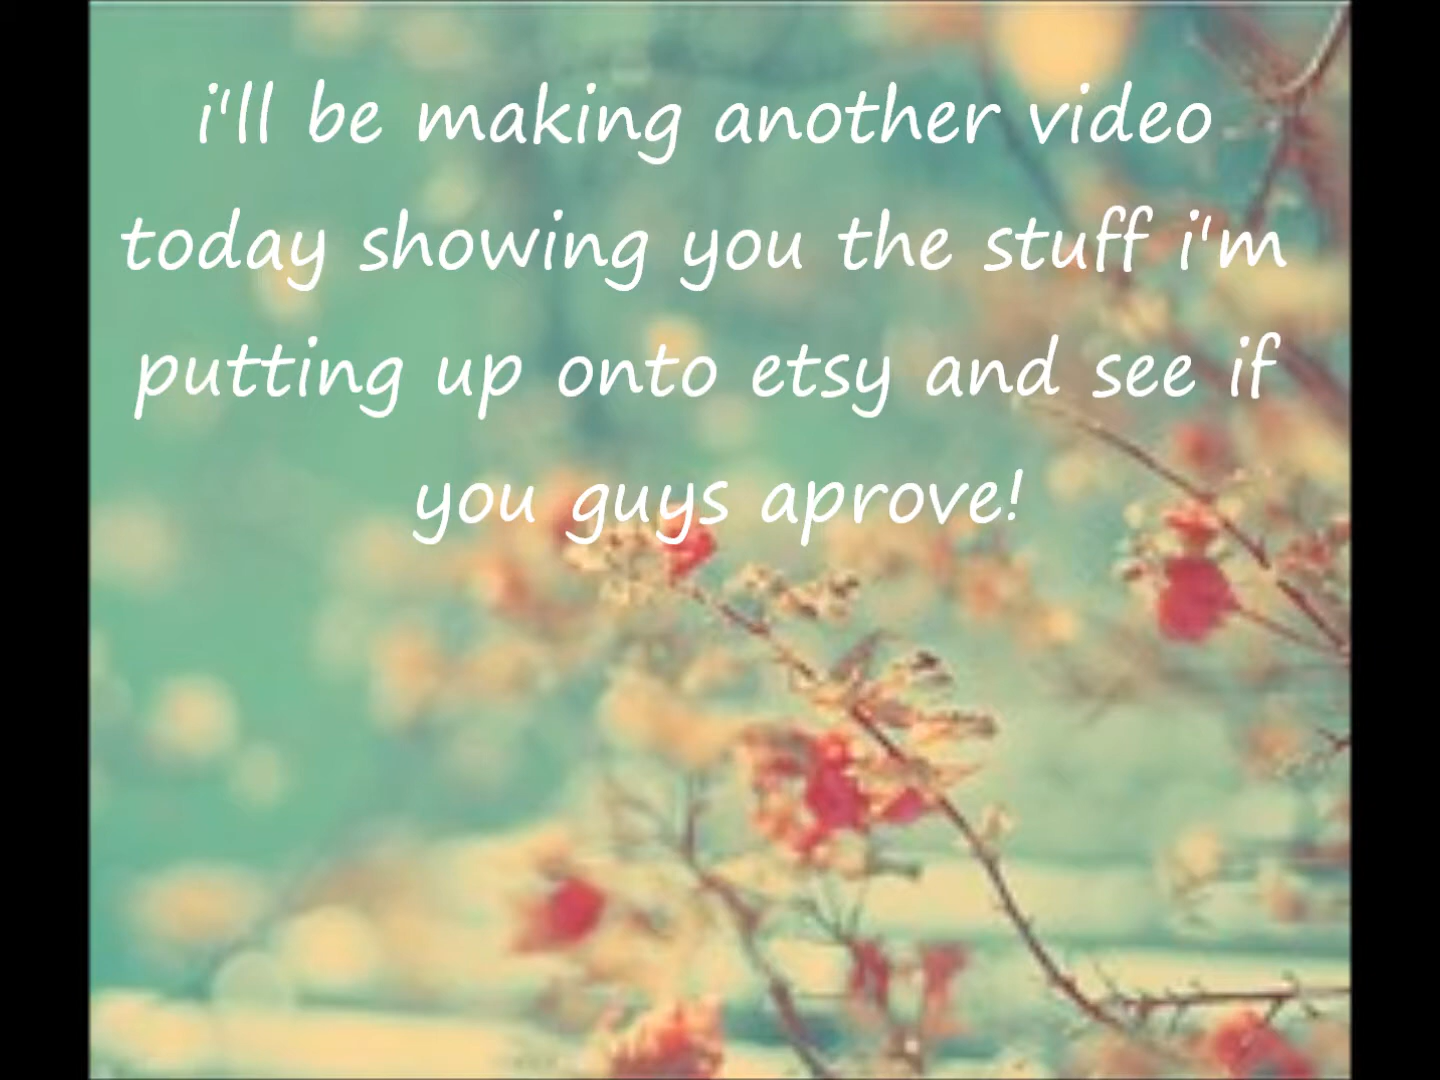 i'll be making another video
today showing you the stuff i'm
putting up onto etsy and see if
you guys aprove!